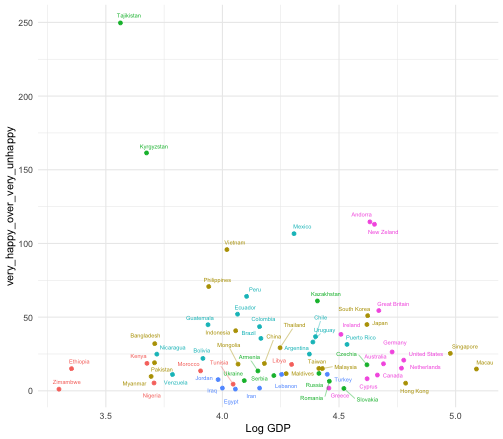 250
200
150
100
50
0
very_happy_over_very_unhappy
Tajikistan
Kyrgyzstan
Andorra
New Zeland
Mexico
Vietnam
Philippines
Peru
Kazakhstan
Ecuador
Great Britain
South Korea
Guatemala
Colombia
Chile
Japan
Indonesia
Brazil
Thailand
Uruguay
Ireland
Bangladesh
China
Puerto Rico
Mongolia
Argentina
Germany
Nicaragua
Bolivia
Singapore
Kenya
Armenia
Libya
Taiwan
Czechia
United States
Ethiopia
Morocco
Tunisia
Malaysia
Australia
Netherlands
Macau
Pakistan
Ukraine
Maldives
Zimbabwe
Myanmar
Venzuela
Jordan
Serbia
Turkey
Canada
Lebanon
Russia
Cyprus
Hong Kong
Nigeria
Egypt
Iran
Romania
Greece
Slovakia
3.5
4.0
4.5
5.0
Log GDP